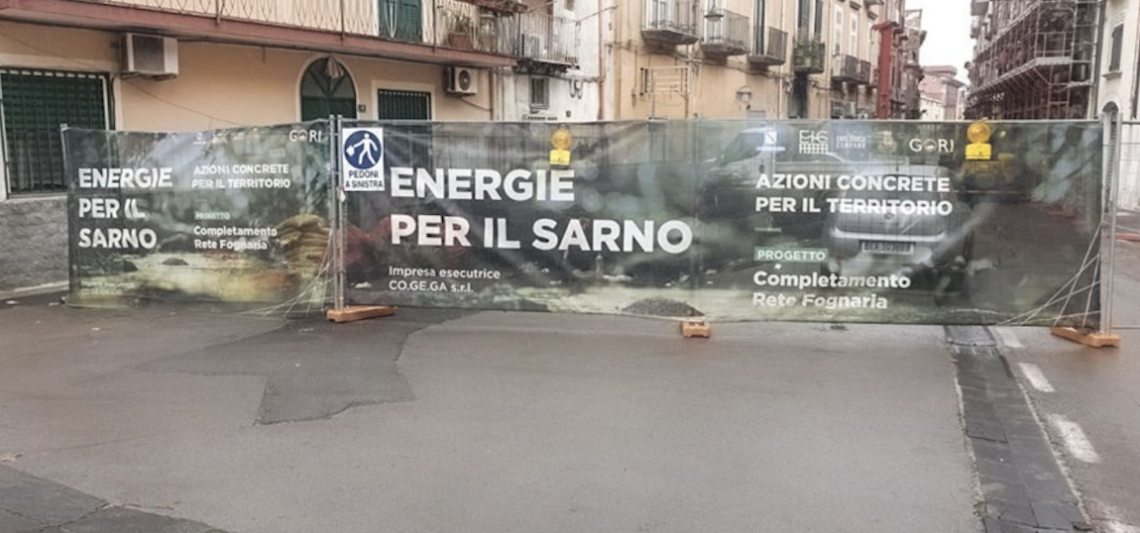 GORI
ENERGIE
PER IL
SARNO
AZIONI CONCRETE
PER IL TERRITORIO
PROGETTO
Completamento
Rete Fognaria
PEDONI
A SINISTRA
ENERGIE
PER IL SARNO
Impresa esecutrice
CO.GE.GA s.r.l.
EIC
GORI
AZIONI CONCRETE
PER IL TERRITORIO
PROGETTO
Completamento
Rete Fognaria